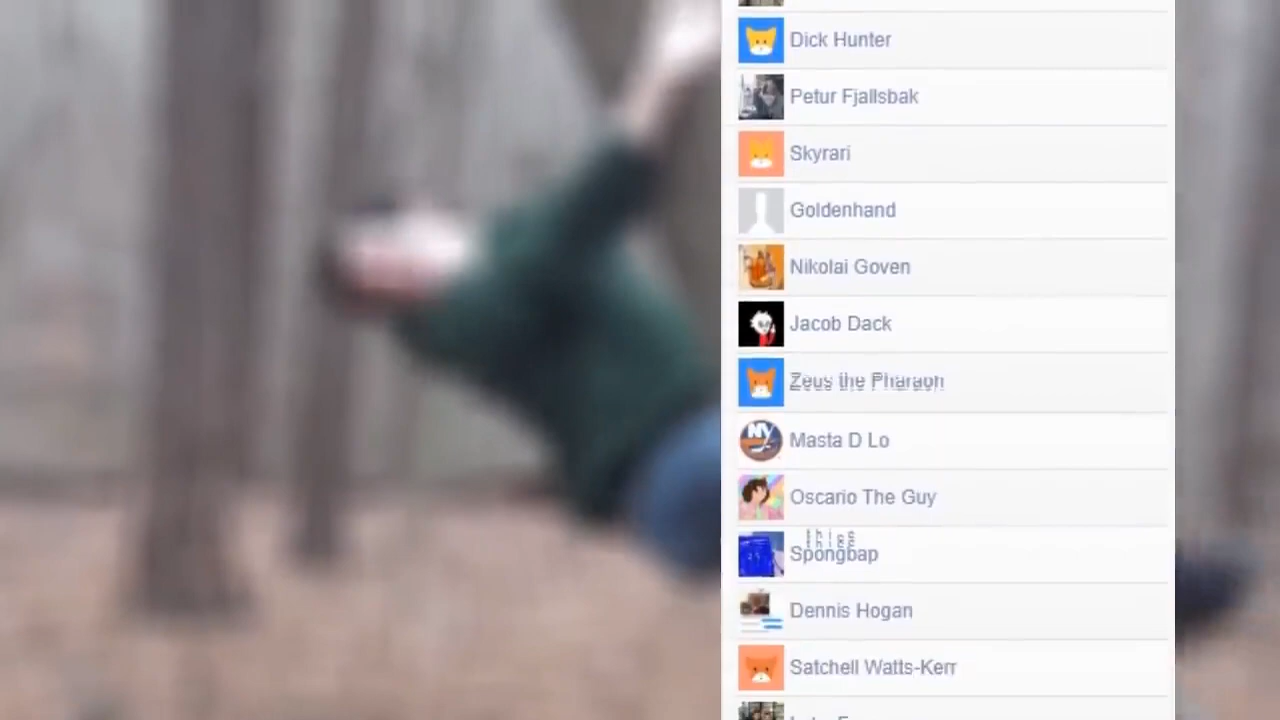 Dick Hunter
Petur Fjallsbak
Skyrari
Goldenhand
Nikolai Goven
Jacob Dack
Zeus the Pharaoh
NY
Masta D Lo
Oscario The Guy
Spongbap
Dennis Hogan
Satchell Watts-Kerr